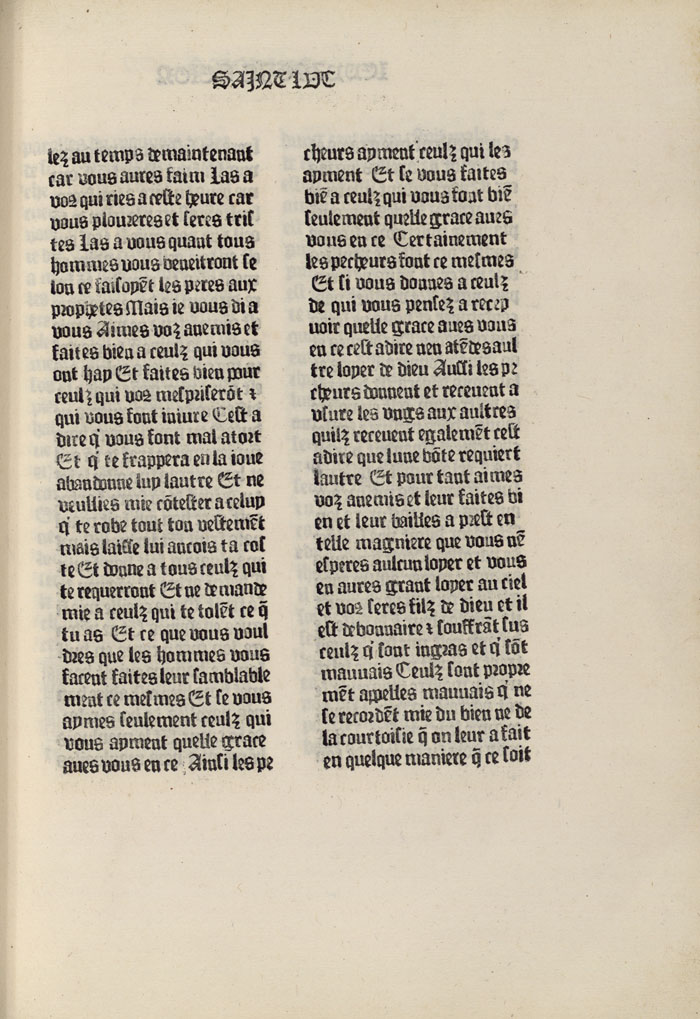 SAINT LUC
lez au temps demaintenant
car vous aures faim Las a
voꝰ qui ries a ceste heure car
vous ploureres et seres tris
tes Las a vous quant tous
hommes vous beneitront se
lon ce faisoyent les peres aux
prophetes Mais ie vous di a
vous Aimes voz anemis et
faites bien a ceulz qui vous
ont hay Et faites bien pour
ceulz qui voꝰ mespriserōt ⁊
qui vous font iniure Cest a
dire q̇ vous font mal atort
Et q̇ te frappera en la ioue
abandonne luy lautre Et ne
veullies mie cōtester a celuy
q̇ te robe tout ton vestemēt
mais laisse lui ancois ta cos
te Et donne a tous ceulz qui
te requerront Et ne demande
mie a ceulz qui te tolēt ce q̄
tu as Et ce que vous voul
dres que les hommes vous
facent faites leur samblable
ment ce mesmes Et se vous
aymes seulement ceulz qui
vous ayment quelle grace
aues vous en ce Ainsi les pe
cheurs ayment ceulz qui les
ayment Et se vous faites
biē a ceulz qui vous font biē
seulement quelle grace aues
vous en ce Certainement
les pecheurs font ce mesmes
Et si vous donnes a ceulz
de qui vous pensez a recep
uoir quelle grace aues vous
en ce cest adire nen atēdes aul
tre loyer de dieu Aussi les pe
cheurs donnent et receuent a
vsure les vngs aux aultres
quilz receuent egalemēt cest
adire que lune bōte requiert
lautre Et pour tant aimes
voz anemis et leur faites bi
en et leur bailles a prest en
telle magniere que vous nē
esperes aulcun loyer et vous
en aures grant loyer au ciel
et voꝰ seres filz de dieu et il
est debonnaire ⁊ souffrāt sus
ceulz q̇ sont ingras et q̇ sōt
mauuais Ceulz sont propre
mēt appelles mauuais q̇ ne
se recordēt mie du bien ne de
la courtoisie q̄ on leur a fait
en quelque maniere q̄ ce soit